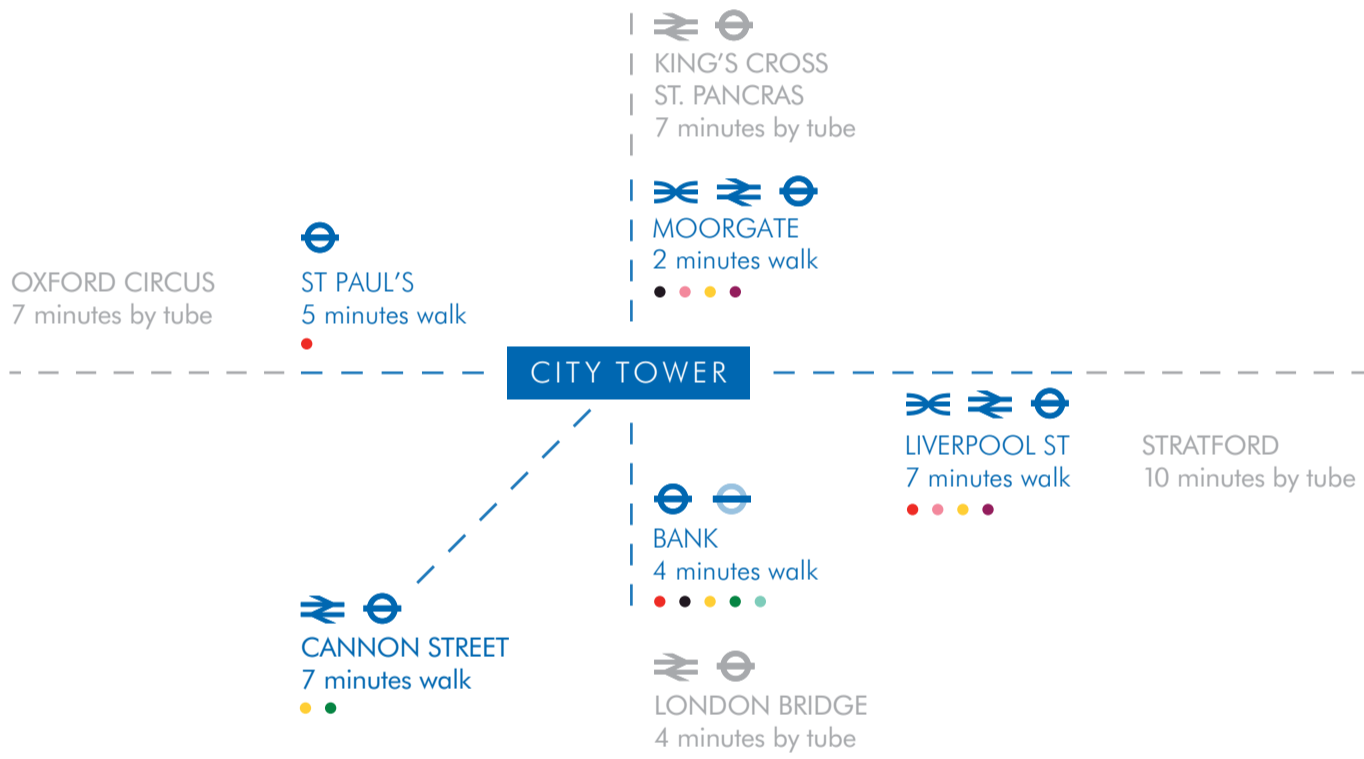 KING'S CROSS
ST. PANCRAS
7 minutes by tube
MOORGATE
2 minutes walk
OXFORD CIRCUS
7 minutes by tube
ST PAUL'S
5 minutes walk
CITY TOWER
LIVERPOOL ST
7 minutes walk
STRATFORD
10 minutes by tube
BANK
4 minutes walk
CANNON STREET
7 minutes walk
LONDON BRIDGE
4 minutes by tube